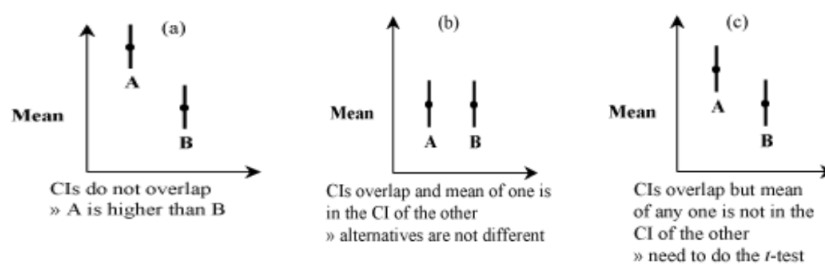 (a)
Mean
A
B
CIs do not overlap
» A is higher than B
(b)
Mean
A
B
CIs overlap and mean of one is
in the CI of the other
» alternatives are not different
(c)
Mean
A
B
CIs overlap but mean
of any one is not in the
CI of the other
» need to do the t-test